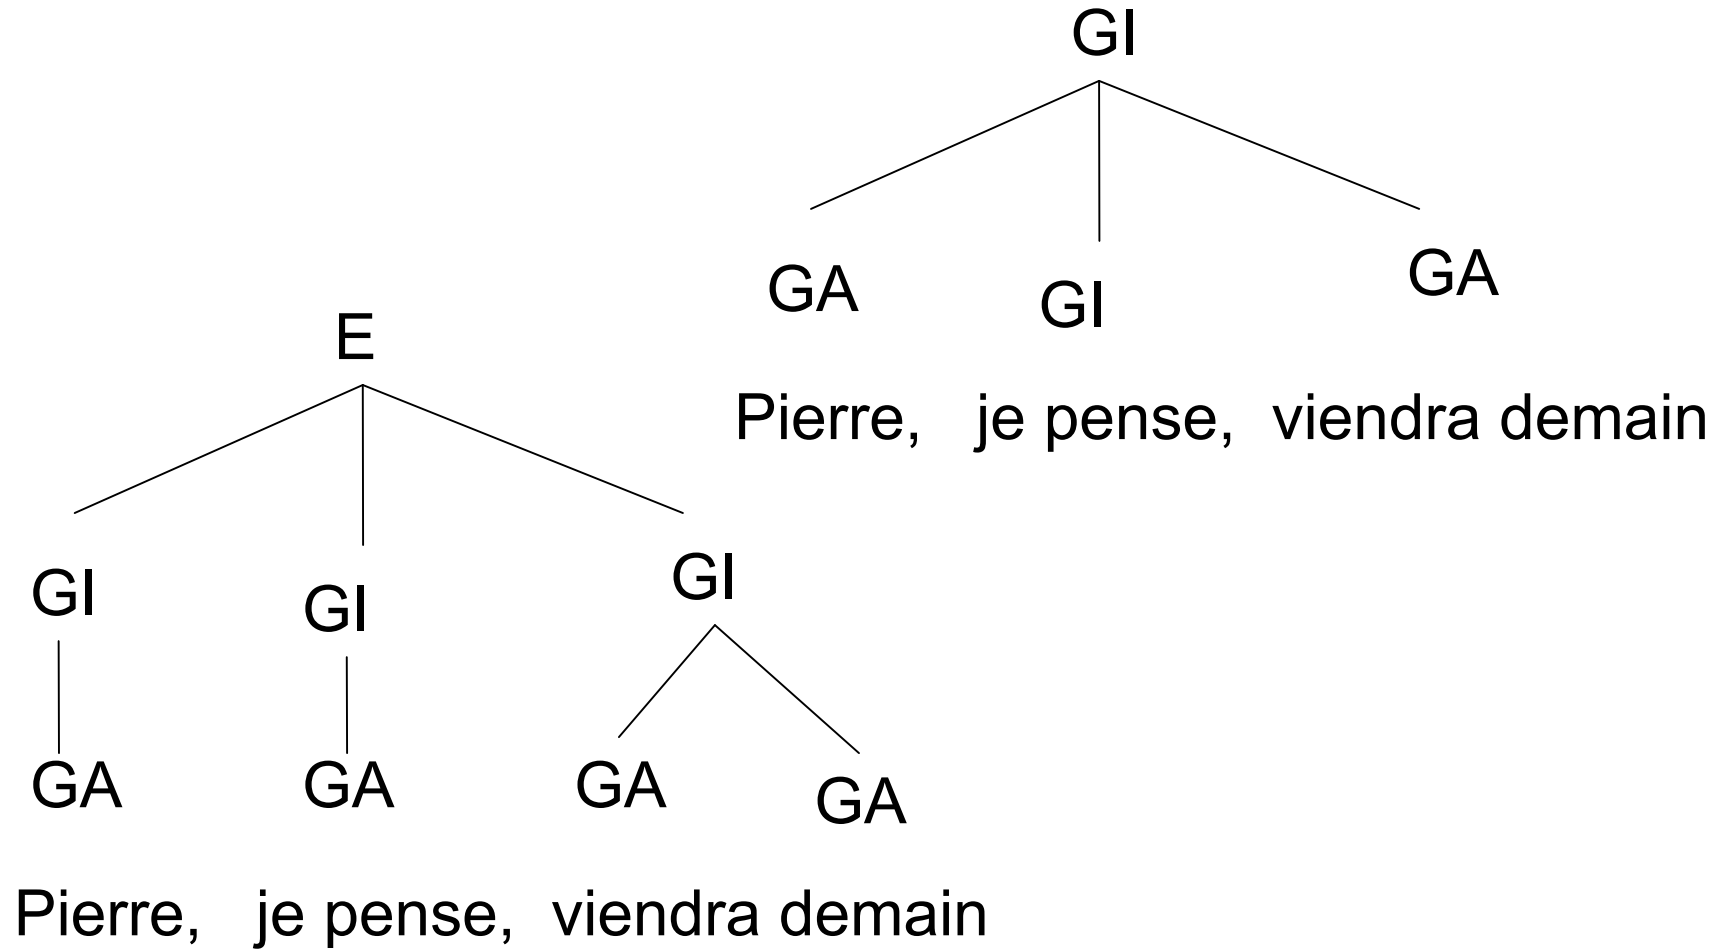 GI
GA GI GA
Pierre, je pense, viendra demain
E
GI GI GI
GA GA GA GA
Pierre, je pense, viendra demain